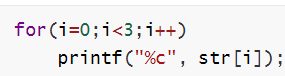 for(i=0;i<3;i++)
    printf("%c", str[i]);